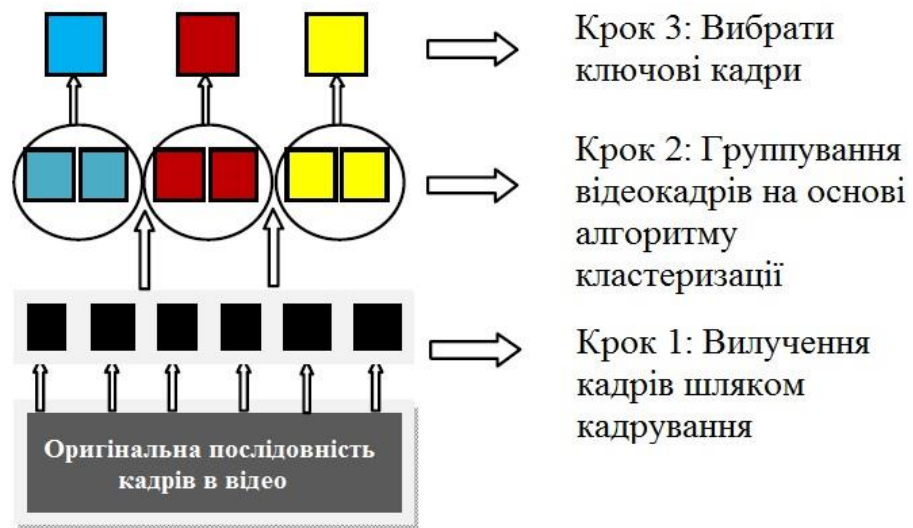 Крок 3: Вибрати
ключові кадри
Крок 2: Группування
відеокадрів на основі
алгоритму
кластеризації
Крок 1: Вилучення
кадрів шляком
кадрування
Оригінальна послідовність
кадрів в відео